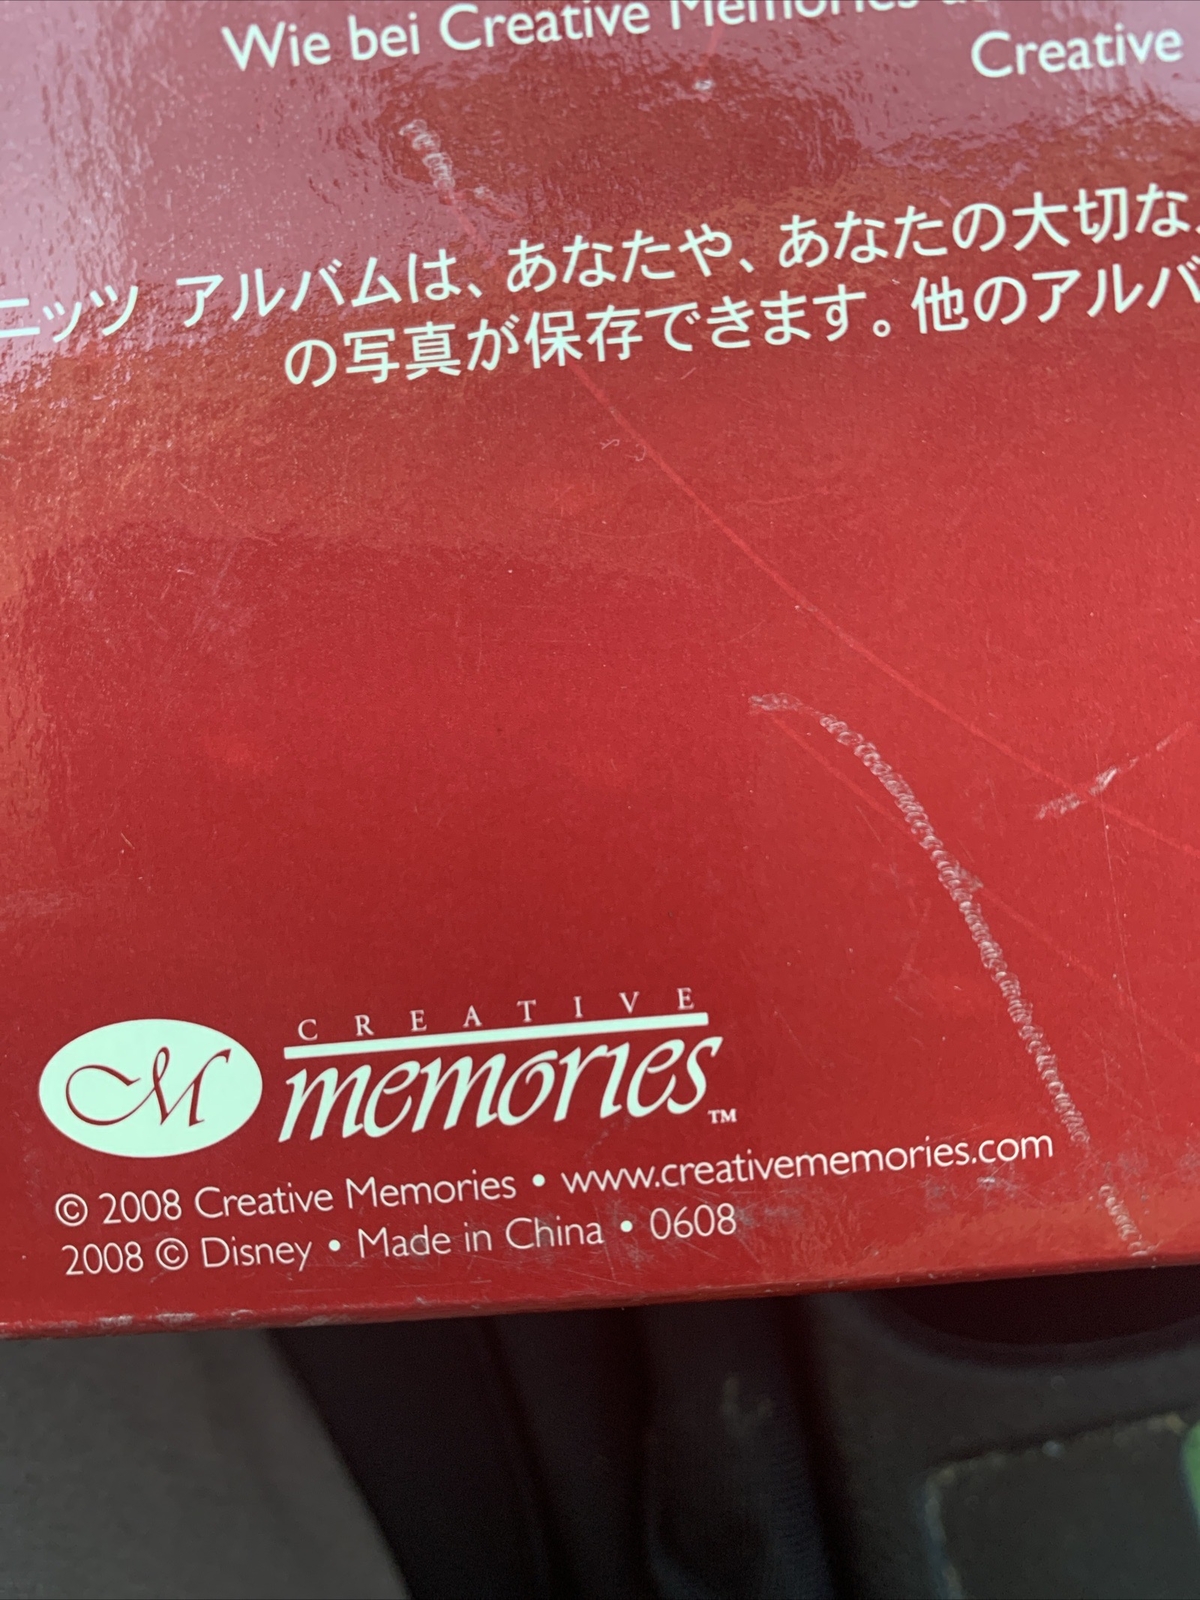 Wie bei Creative Memories
Creative
ニッツ アルバムは、あなたや、あなたの大切な
の写真が保存できます。他のアルバ
CREATIVE
memories™
M
© 2008 Creative Memories • www.creativememories.com
2008 © Disney • Made in China • 0608